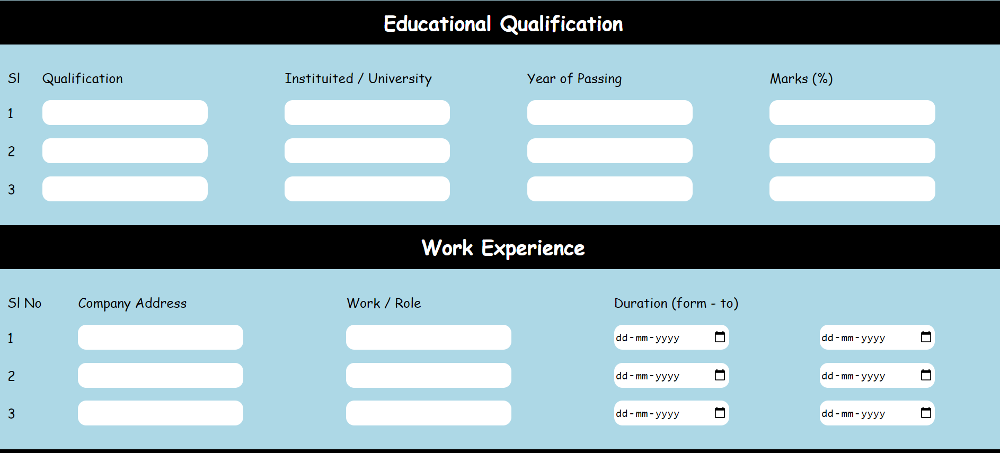 Educational Qualification
Sl Qualification Instituited / University Year of Passing Marks (%)
1
2
3
Work Experience
Sl No Company Address Work / Role Duration (form - to)
1 dd-mm-yyyy dd-mm-yyyy
2 dd-mm-yyyy dd-mm-yyyy
3 dd-mm-yyyy dd-mm-yyyy